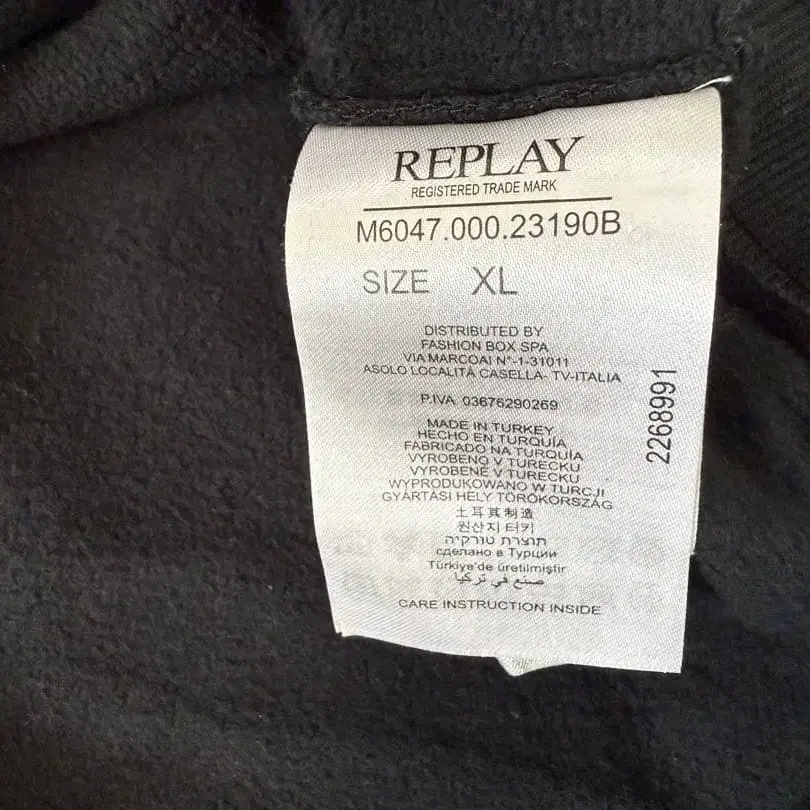 REPLAY
REGISTERED TRADE MARK
M6047.000.23190B
SIZE XL
DISTRIBUTED BY
FASHION BOX SPA
VIA MARCOAI N°-1-31011
ASOLO LOCALITÀ CASELLA- TV-ITALIA
P.IVA 03676290269
2268991
MADE IN TURKEY
HECHO EN TURQUÍA
FABRICADO NA TURQUIA
VYROBENO V TURECKU
VYROBENÉ V TURECKU
WYPRODUKOWANO W TURCJI
GYÁRTÁSI HELY TÖRÖKORSZÁG
土耳其制造
원산지 터키
תוצרת טורקיה
сделано в Турции
Türkiye'de üretilmiştir
صنع في تركيا
CARE INSTRUCTION INSIDE